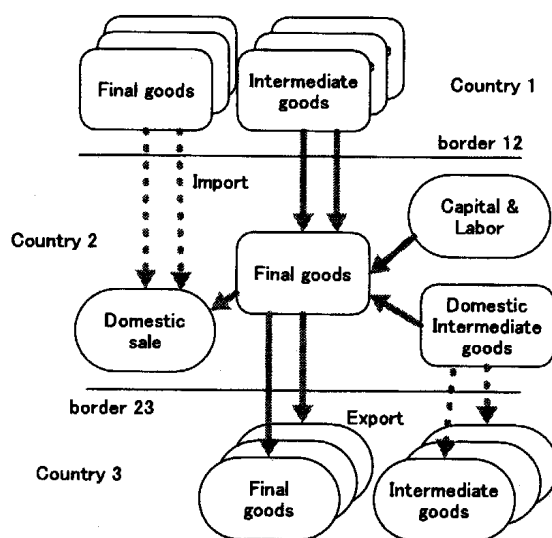 Final goods
Intermediate
goods
Country 1
border 12
Import
Capital &
Labor
Country 2
Final goods
Domestic
sale
Domestic
Intermediate
goods
border 23
Export
Country 3
Final
goods
Intermediate
goods